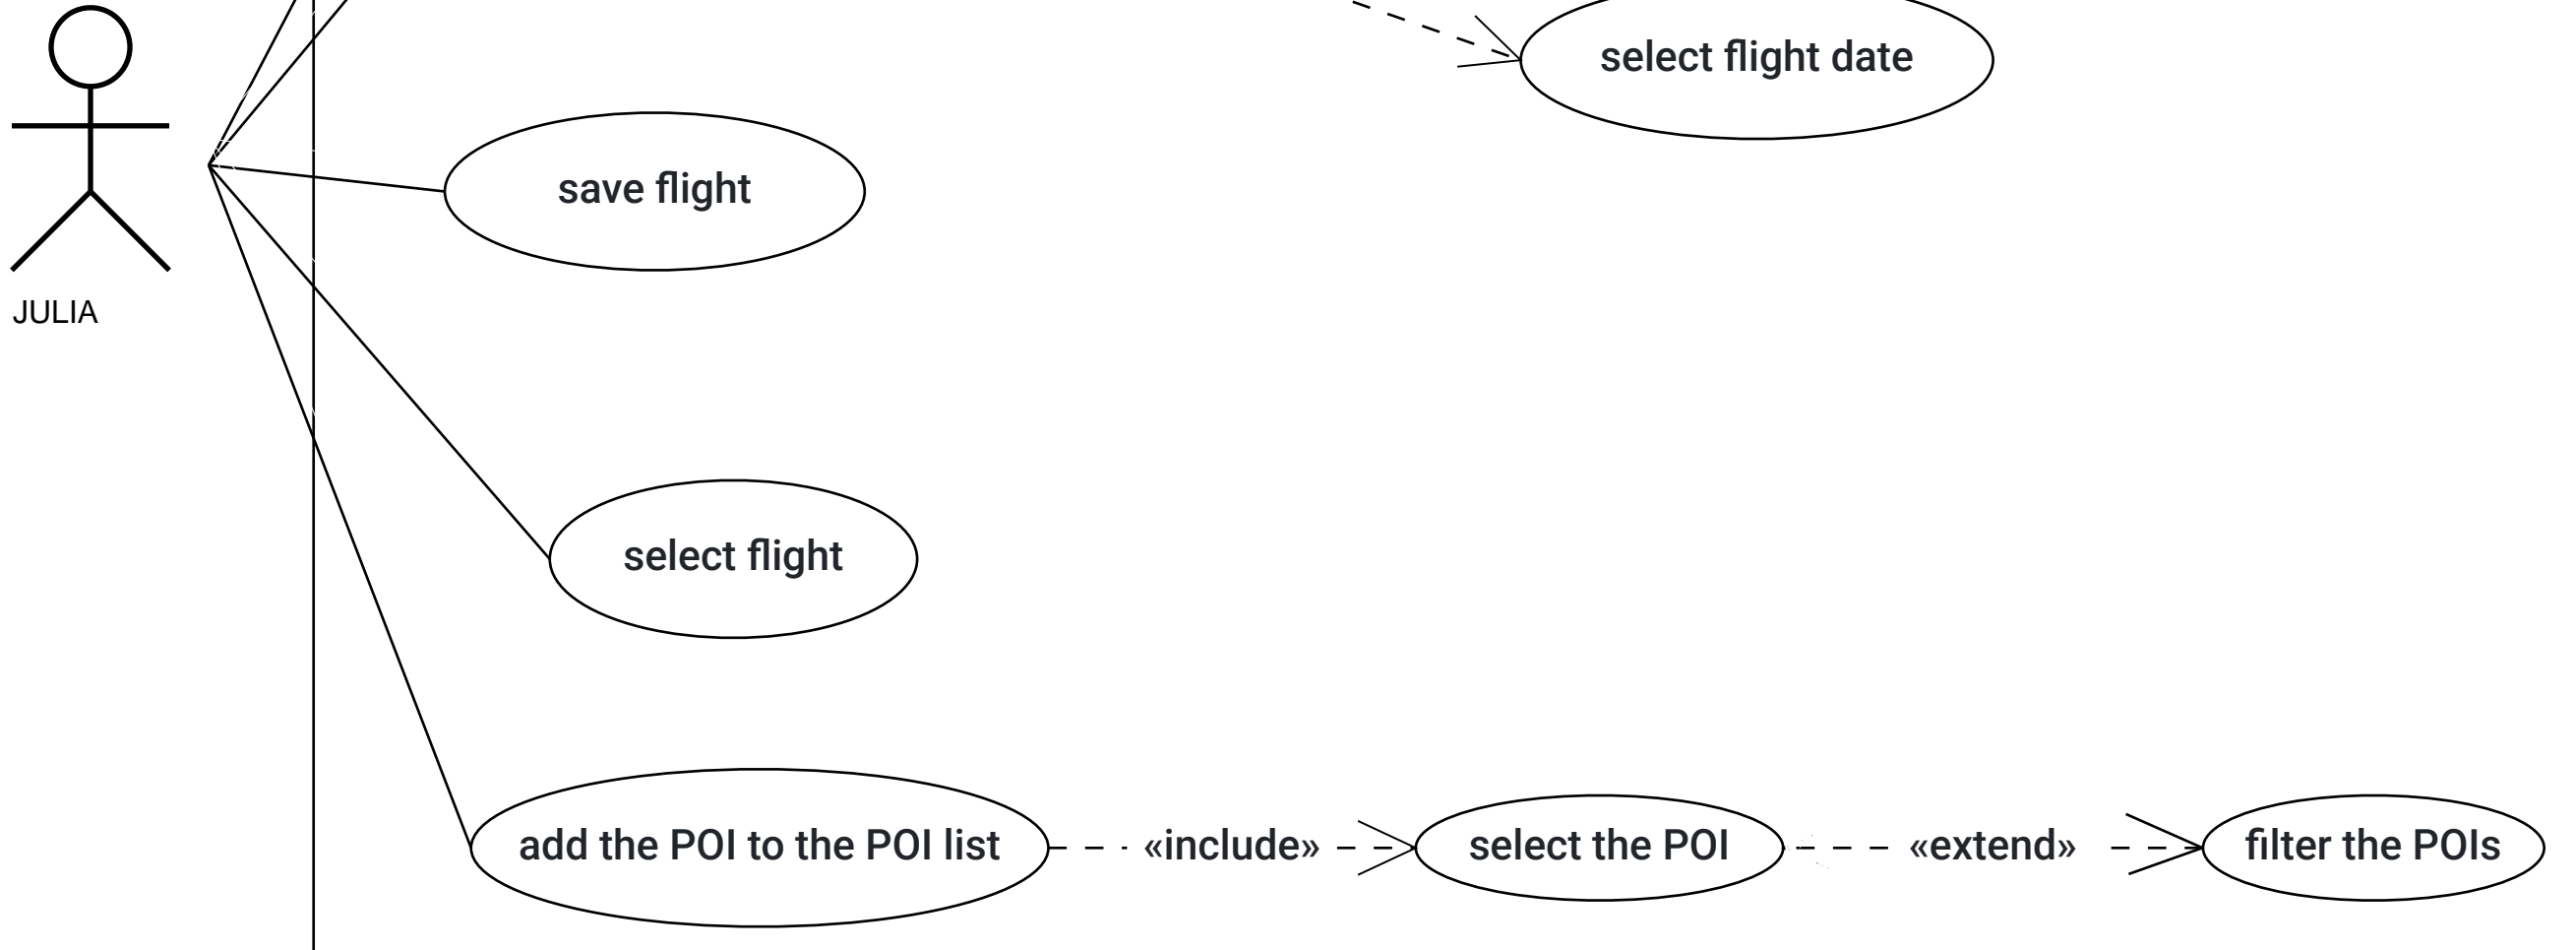 select flight date
save flight
JULIA
select flight
add the POI to the POI list
«include»
select the POI
«extend»
filter the POIs